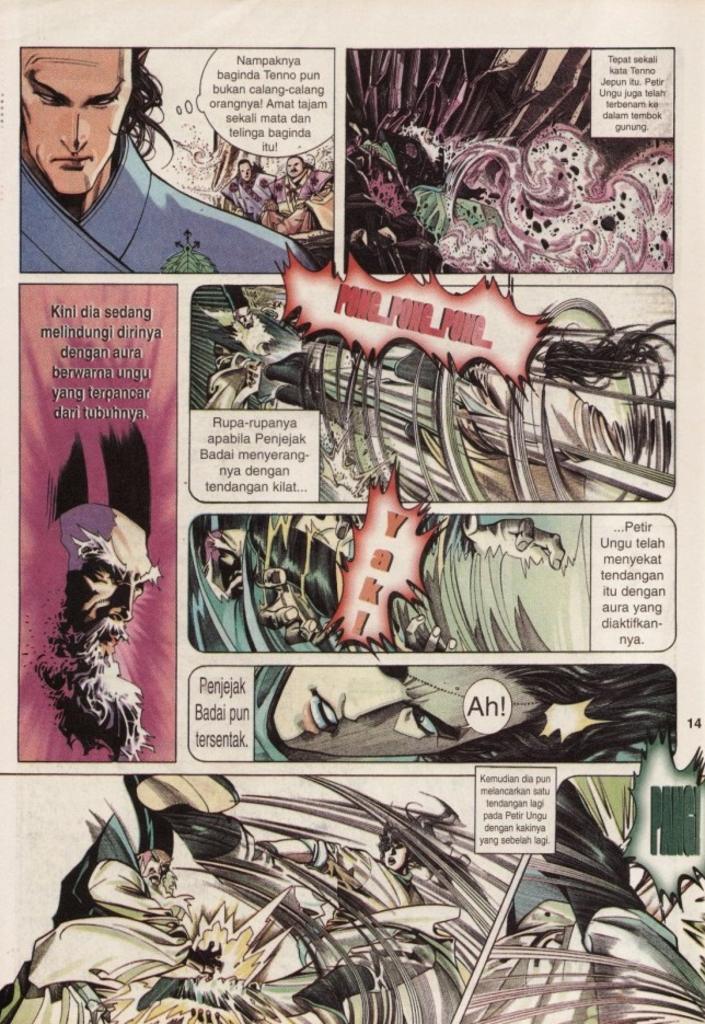 Nampaknya
baginda Tenno pun
bukan calang-calang
orangnya! Amat tajam
sekali mata dan
telinga baginda
itu!
Tepat sekali
kata Tenno
Jepun itu. Petir
Ungu juga telah
terbenam ke
dalam tembok
gunung.
Kini dia sedang
melindungi dirinya
dengan aura
berwarna ungu
yang terpancar
dari tubuhnya.
PONG...PONG...PONG...
Rupa-rupanya
apabila Penjejak
Badai menyerang-
nya dengan
tendangan kilat...
Yaki
...Petir
Ungu telah
menyekat
tendangan
itu dengan
aura yang
diaktifkan-
nya.
Penjejak
Badai pun
tersentak.
Ah!
14
Kemudian dia pun
melancarkan satu
tendangan lagi
pada Petir Ungu
dengan kakinya
yang sebelah lagi.
PONG!